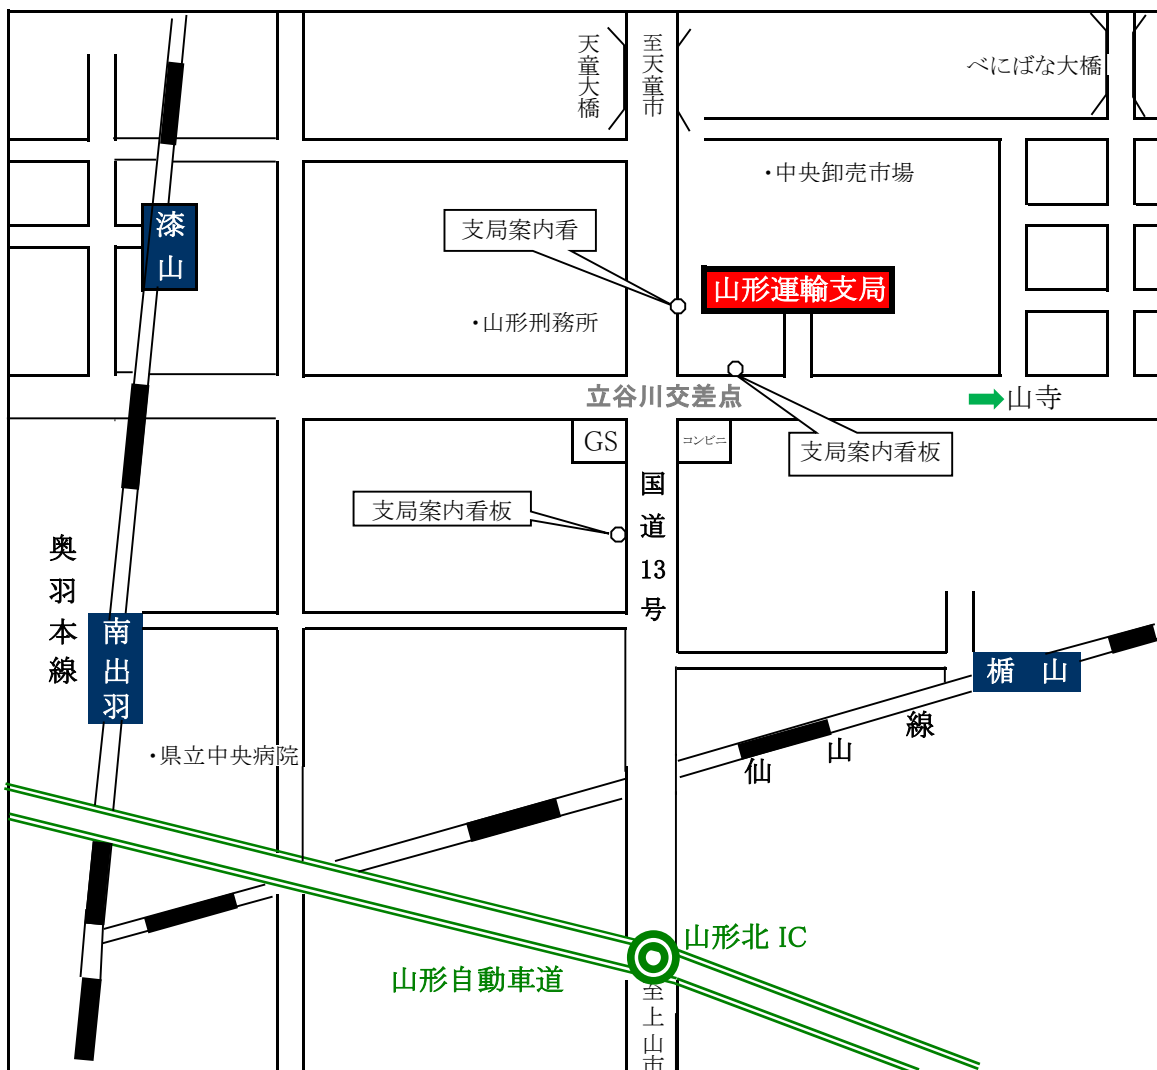 天童大橋
至天童市
べにばな大橋
・中央卸売市場
漆山
支局案内看
山形運輸支局
・山形刑務所
立谷川交差点
山寺
GS
コンビニ
支局案内看板
国道13号
支局案内看板
奥羽本線
南出羽
楯 山
仙山線
・県立中央病院
山形北 IC
山形自動車道
至上山市